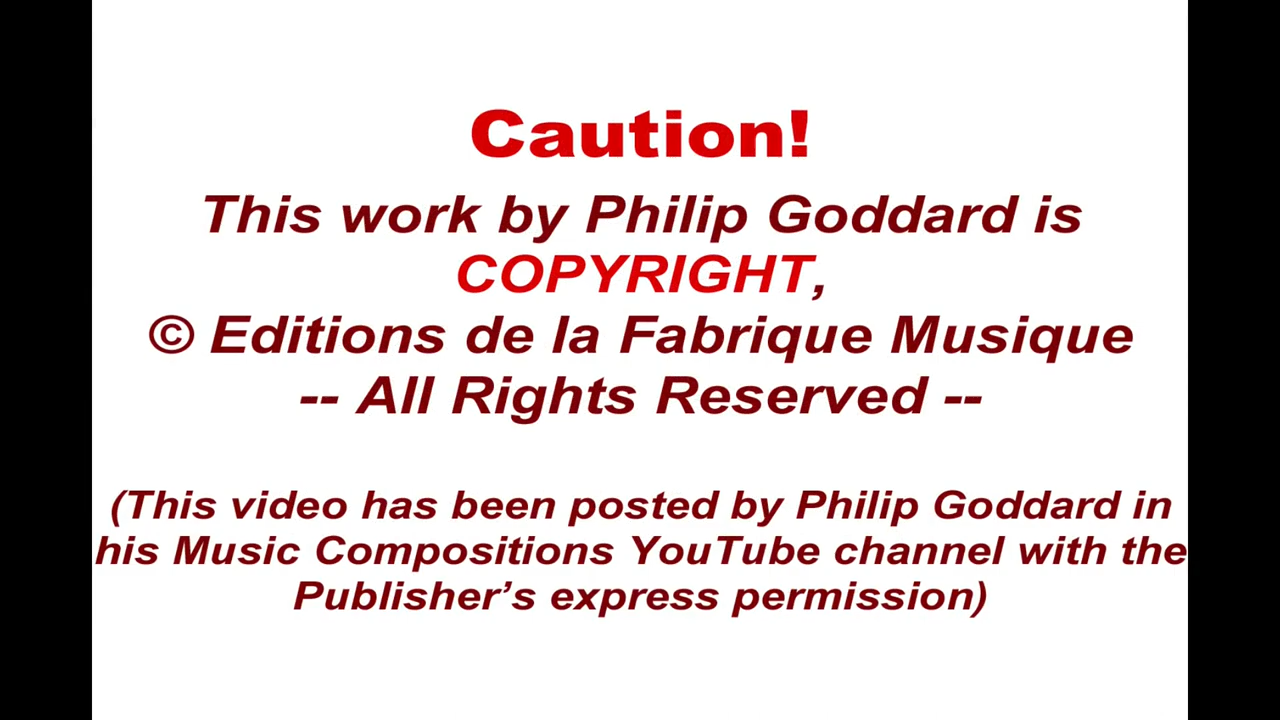 Caution!
This work by Philip Goddard is
COPYRIGHT,
© Editions de la Fabrique Musique
-- All Rights Reserved --
(This video has been posted by Philip Goddard in
his Music Compositions YouTube channel with the
Publisher’s express permission)